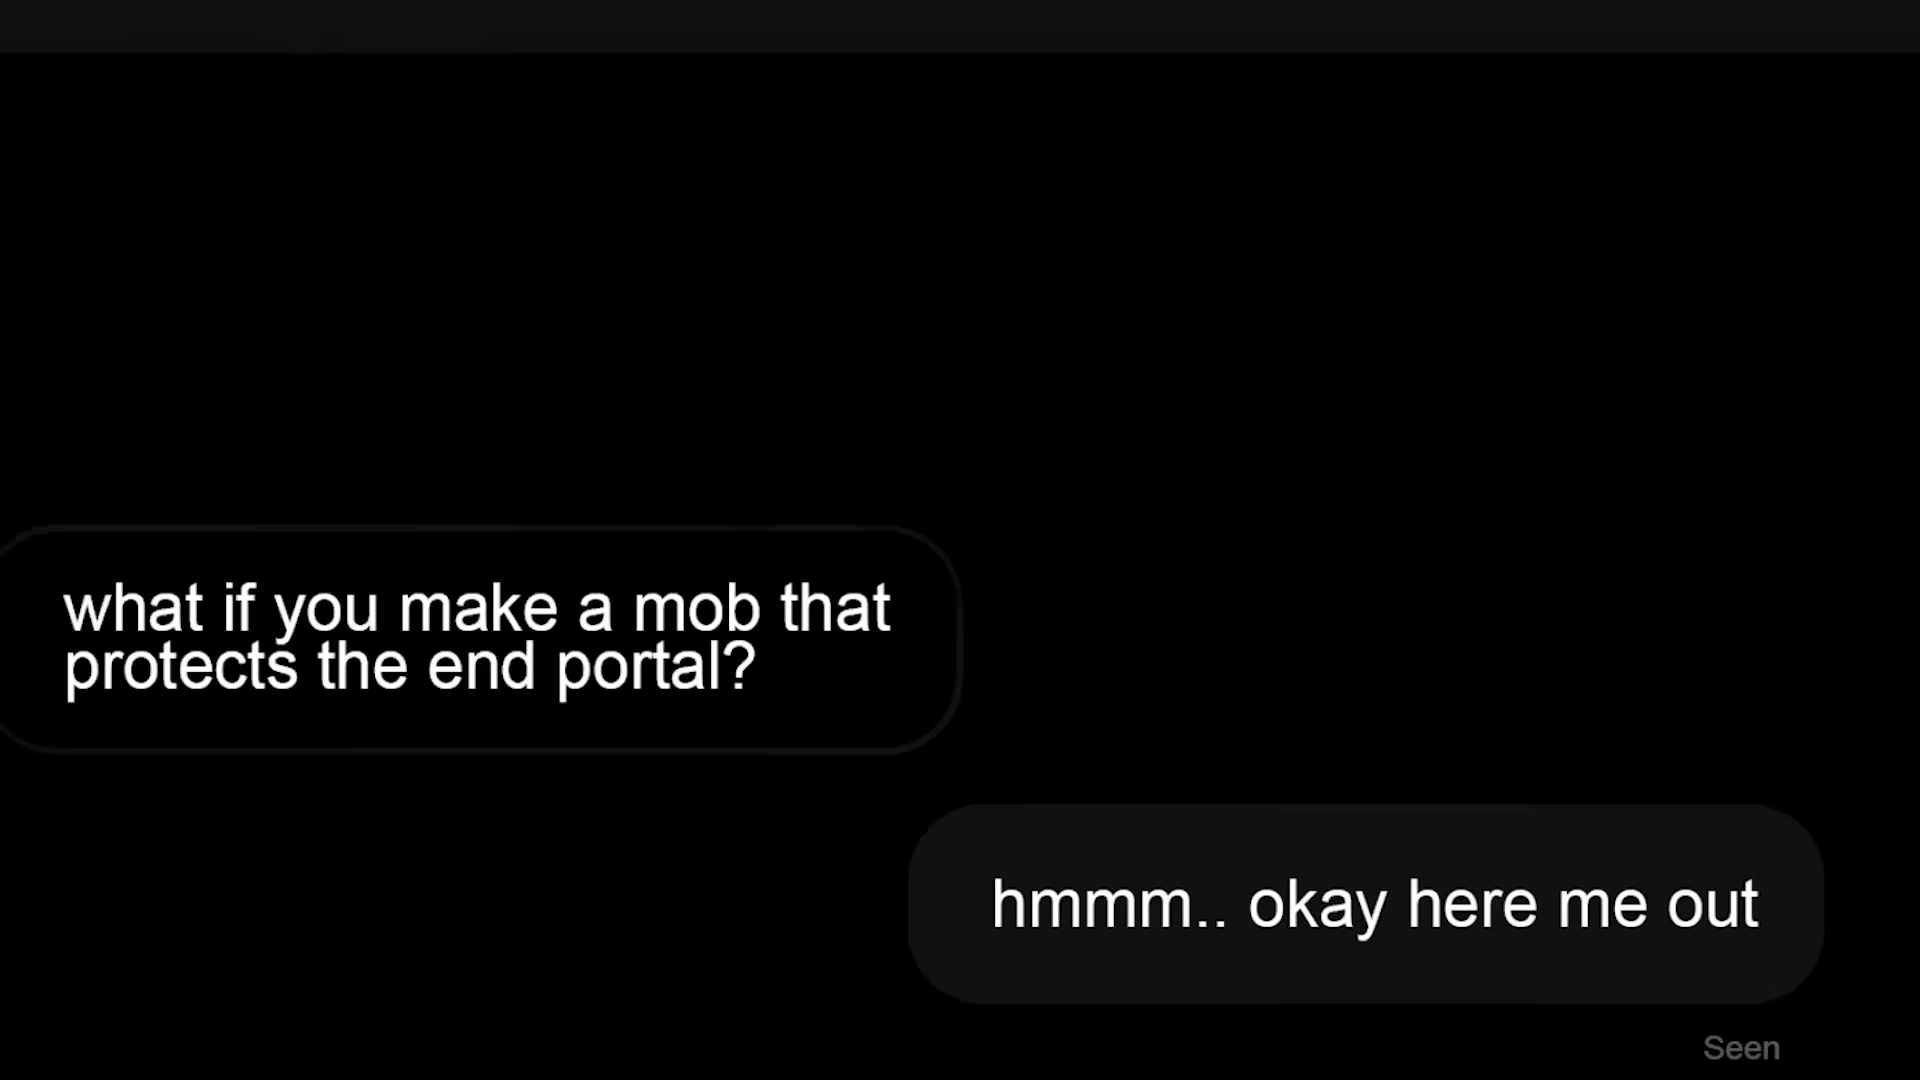 what if you make a mob that
protects the end portal?
hmmm.. okay here me out
Seen